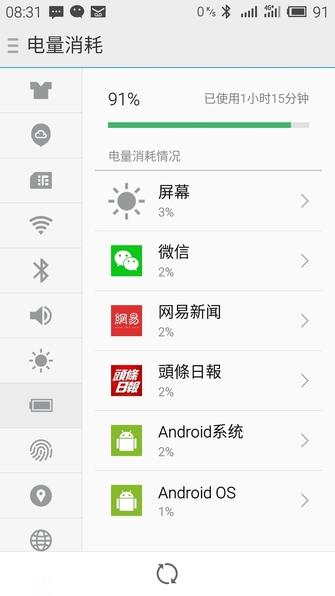 08:31
0 K/s
4G
91
电量消耗
91%
已使用1小时15分钟
电量消耗情况
屏幕
3%
微信
2%
網易
网易新闻
2%
頭條
日報
頭條日報
2%
Android系统
2%
Android OS
1%